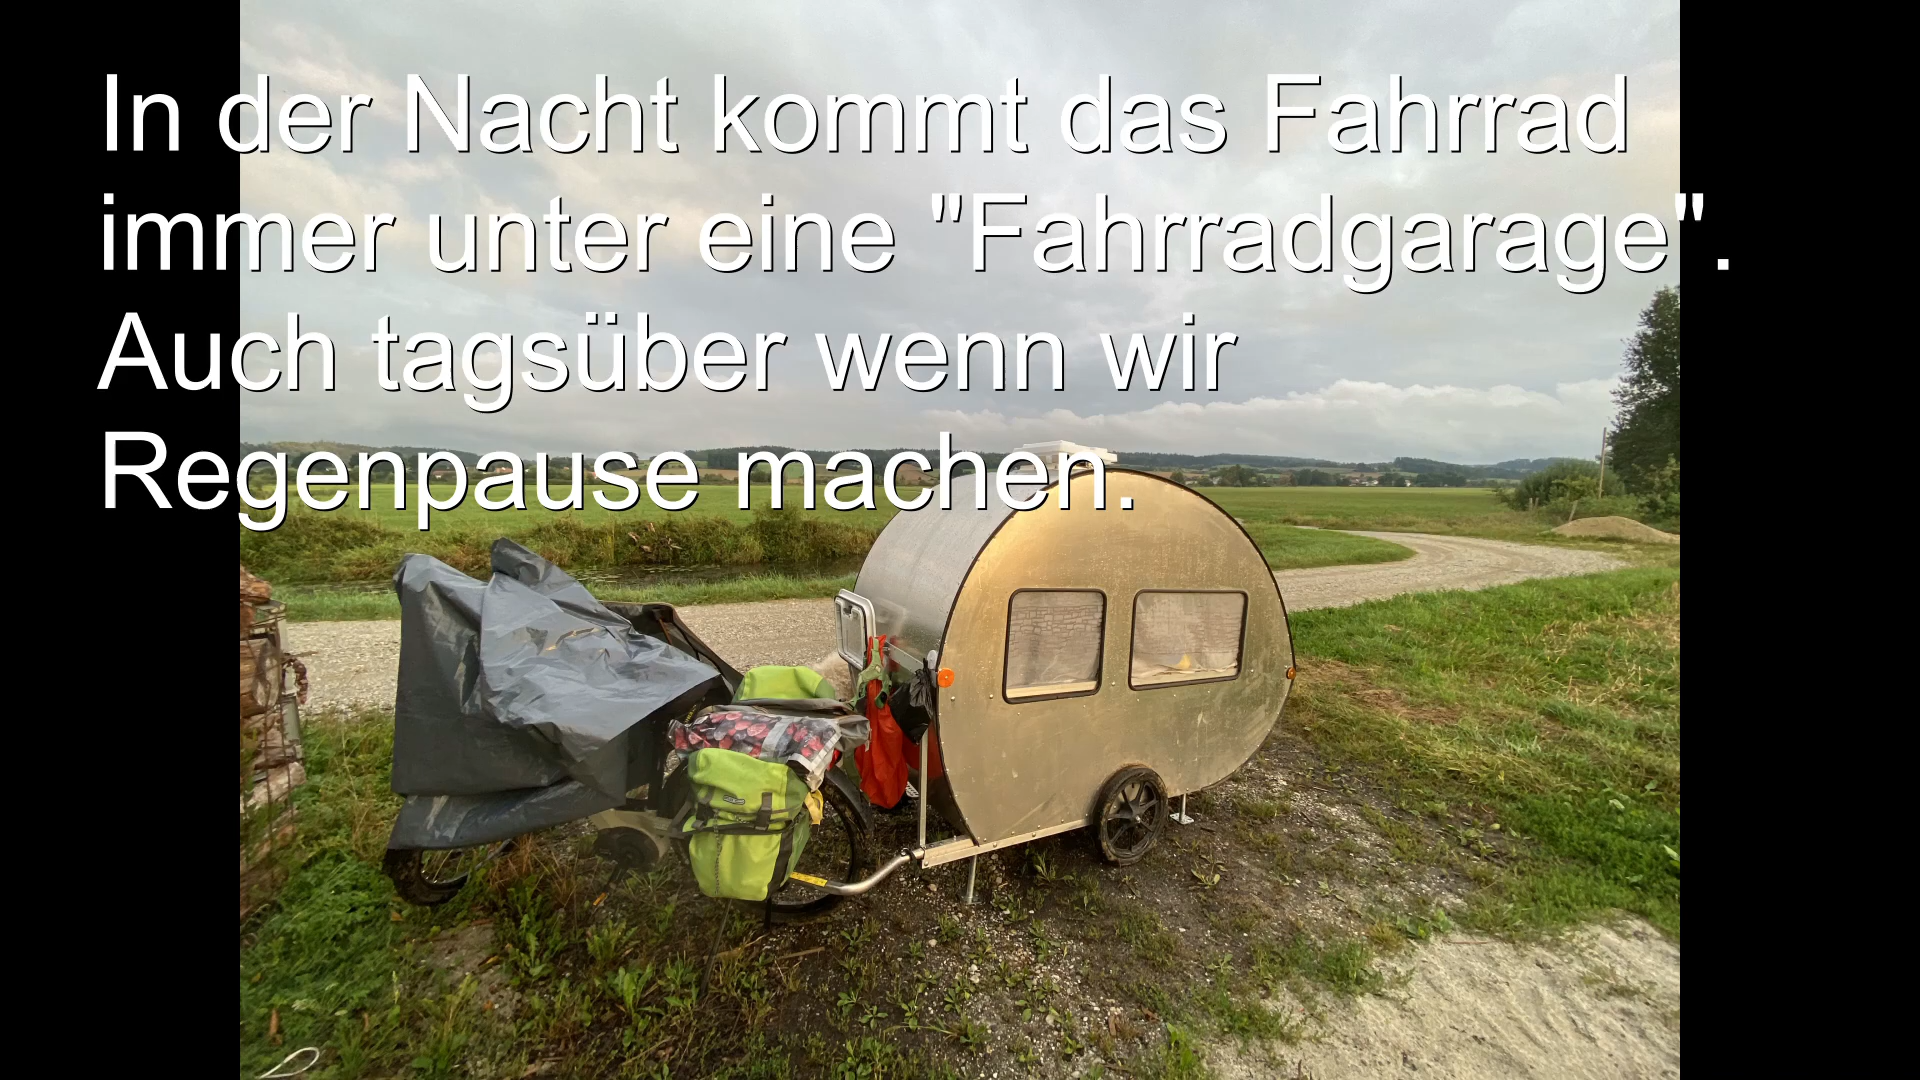 In der Nacht kommt das Fahrrad
immer unter eine "Fahrradgarage".
Auch tagsüber wenn wir
Regenpause machen.